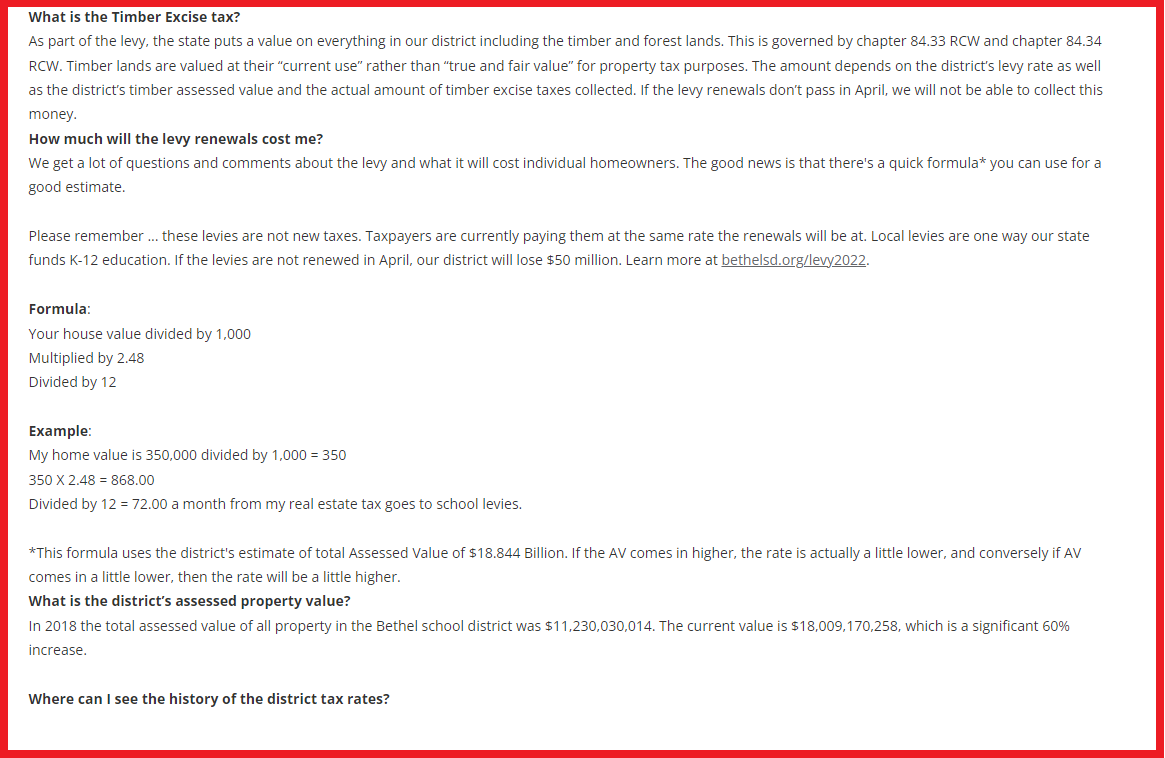 What is the Timber Excise tax?
As part of the levy, the state puts a value on everything in our district including the timber and forest lands. This is governed by chapter 84.33 RCW and chapter 84.34
RCW. Timber lands are valued at their “current use” rather than “true and fair value” for property tax purposes. The amount depends on the district’s levy rate as well
as the district’s timber assessed value and the actual amount of timber excise taxes collected. If the levy renewals don’t pass in April, we will not be able to collect this
money.
How much will the levy renewals cost me?
We get a lot of questions and comments about the levy and what it will cost individual homeowners. The good news is that there's a quick formula* you can use for a
good estimate.
Please remember ... these levies are not new taxes. Taxpayers are currently paying them at the same rate the renewals will be at. Local levies are one way our state
funds K-12 education. If the levies are not renewed in April, our district will lose $50 million. Learn more at bethelsd.org/levy2022.
Formula:
Your house value divided by 1,000
Multiplied by 2.48
Divided by 12
Example:
My home value is 350,000 divided by 1,000 = 350
350 X 2.48 = 868.00
Divided by 12 = 72.00 a month from my real estate tax goes to school levies.
*This formula uses the district's estimate of total Assessed Value of $18.844 Billion. If the AV comes in higher, the rate is actually a little lower, and conversely if AV
comes in a little lower, then the rate will be a little higher.
What is the district’s assessed property value?
In 2018 the total assessed value of all property in the Bethel school district was $11,230,030,014. The current value is $18,009,170,258, which is a significant 60%
increase.
Where can I see the history of the district tax rates?